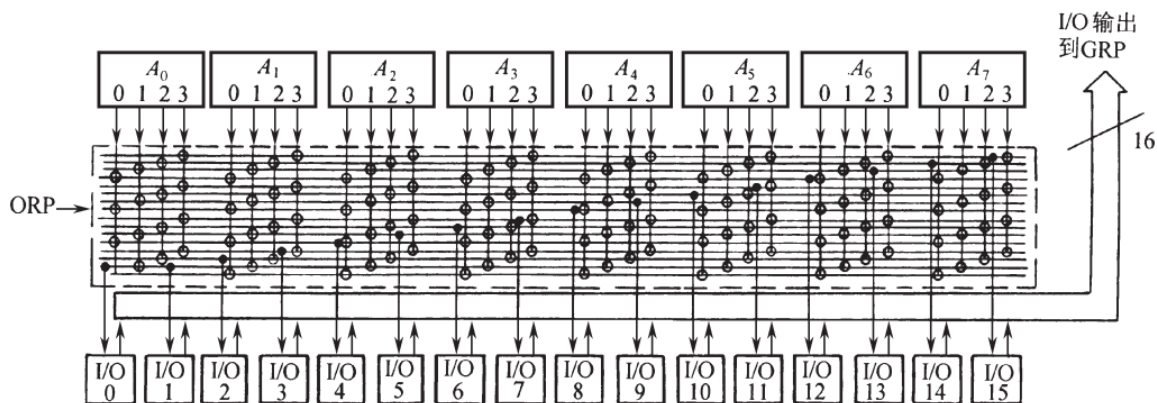 I/O 输出
到GRP
A₀ A₁ A₂ A₃ A₄ A₅ A₆ A₇
0 1 2 3 0 1 2 3 0 1 2 3 0 1 2 3 0 1 2 3 0 1 2 3 0 1 2 3 0 1 2 3
16
ORP
I/O I/O I/O I/O I/O I/O I/O I/O I/O I/O I/O I/O I/O I/O I/O I/O
0 1 2 3 4 5 6 7 8 9 10 11 12 13 14 15